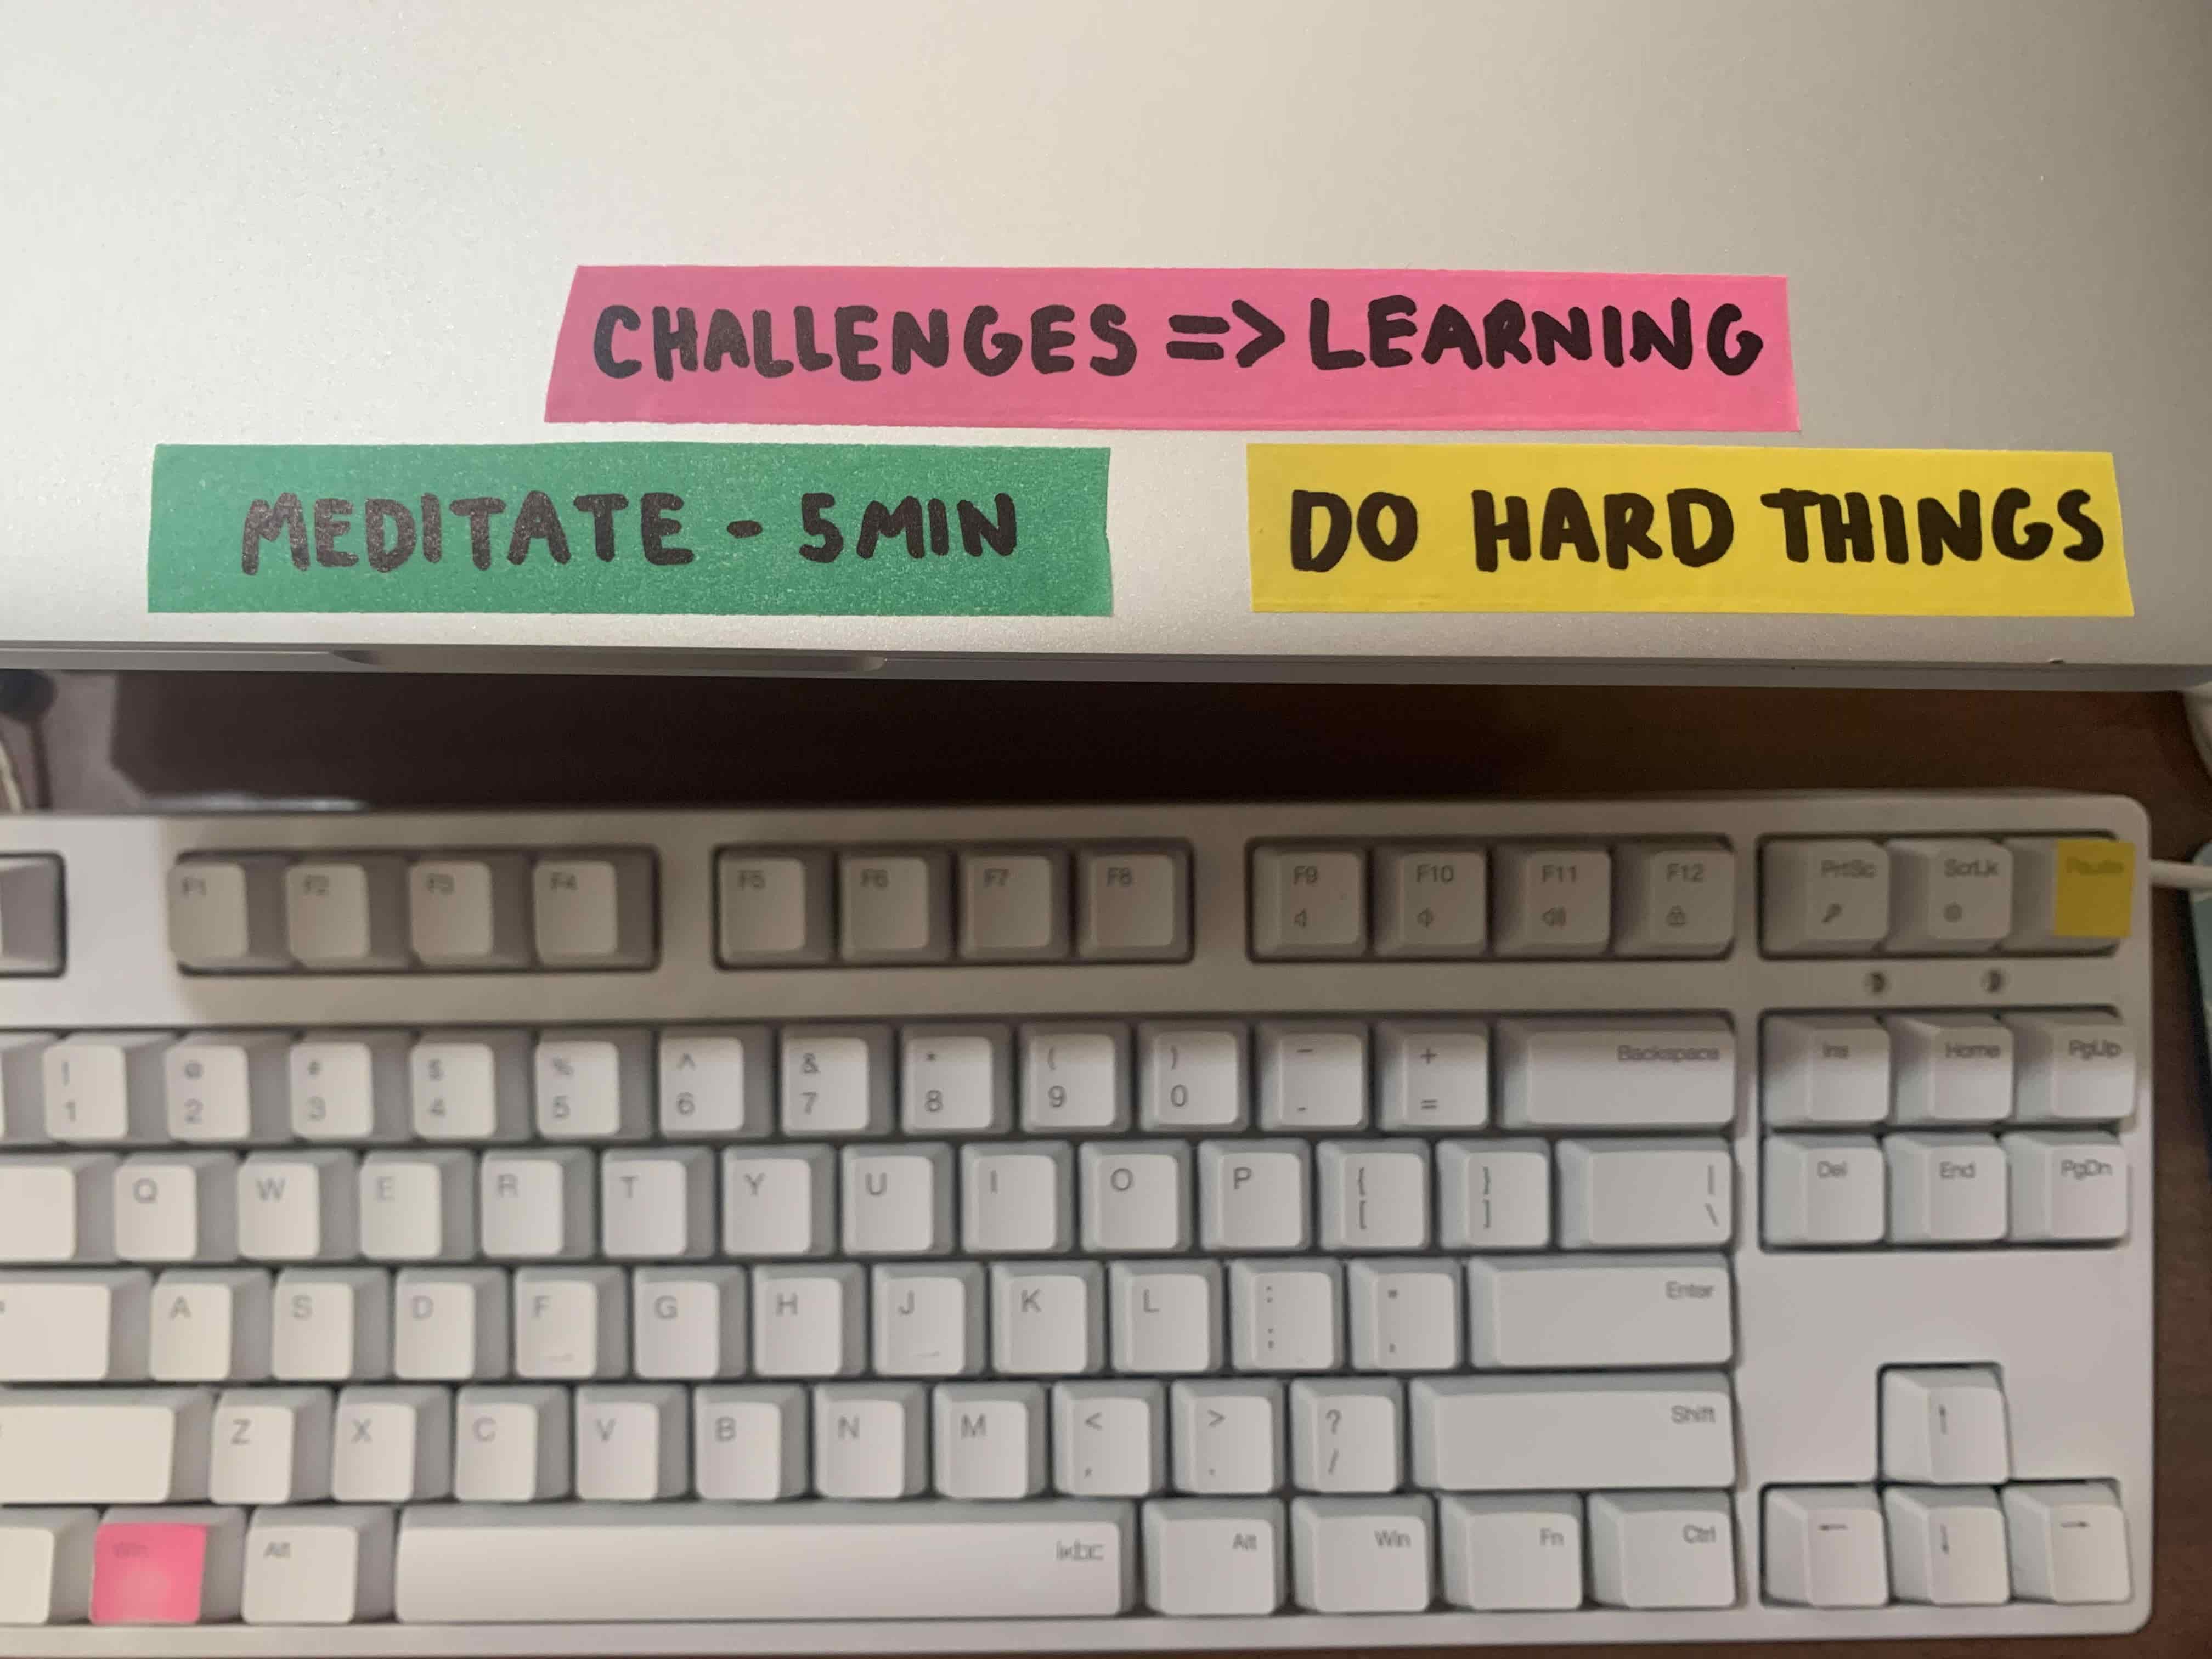 CHALLENGES => LEARNING
MEDITATE - 5MIN
DO HARD THINGS
F1 F2 F3 F4 F5 F6 F7 F8 F9 F10 F11 F12 PrtSc ScrLk Pause
! @ # $ % ^ & * ( ) _ + Backspace Ins Home PgUp
1 2 3 4 5 6 7 8 9 0 - =
Q W E R T Y U I O P { } | Del End PgDn
[ ] \
A S D F G H J K L : " Enter
; '
Z X C V B N M < > ? Shift ↑
, . /
Win Alt Alt Win Fn Ctrl ← ↓ →